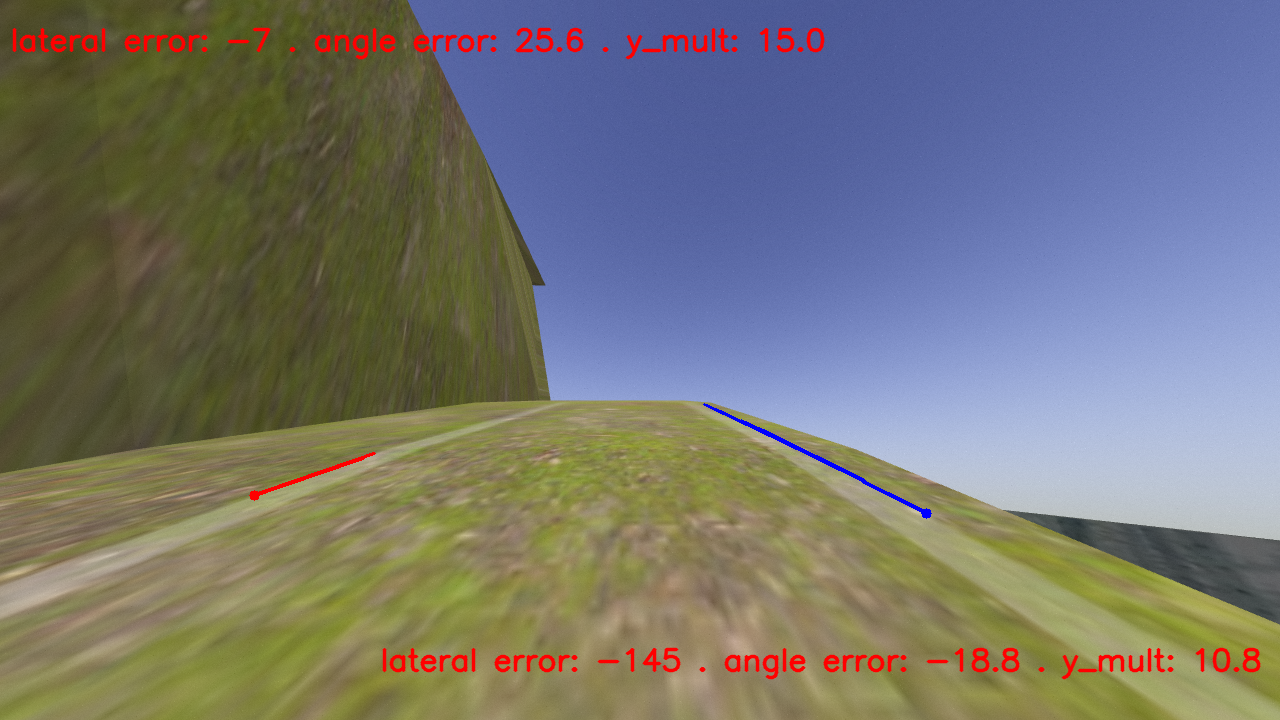 lateral error: -7 . angle error: 25.6 . y_mult: 15.0
lateral error: -145 . angle error: -18.8 . y_mult: 10.8